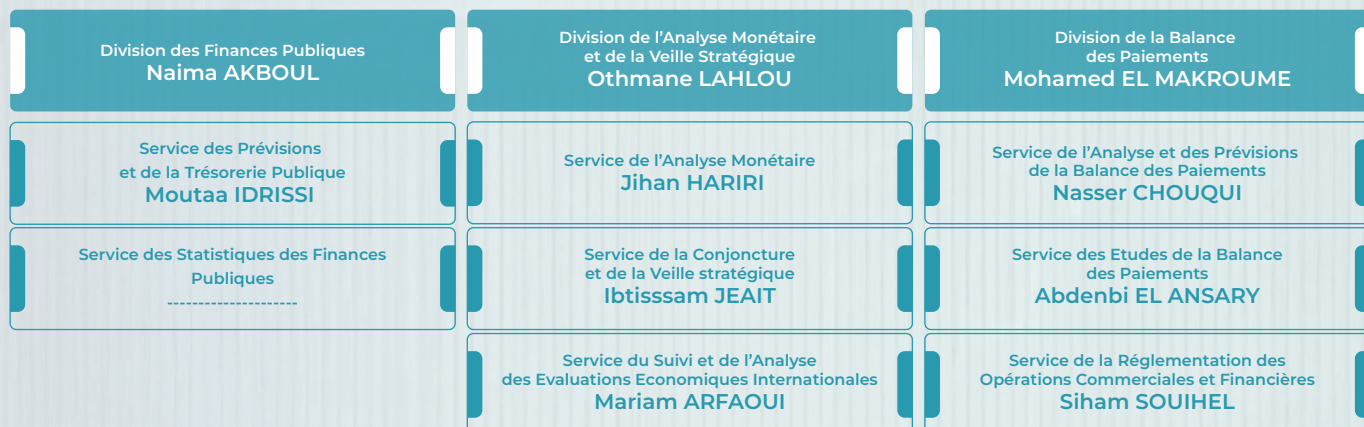 Division des Finances Publiques
Naima AKBOUL
Service des Prévisions
et de la Trésorerie Publique
Moutaa IDRISSI
Service des Statistiques des Finances
Publiques
---------------------
Division de l’Analyse Monétaire
et de la Veille Stratégique
Othmane LAHLOU
Service de l’Analyse Monétaire
Jihan HARIRI
Service de la Conjoncture
et de la Veille stratégique
Ibtisssam JEAIT
Service du Suivi et de l’Analyse
des Evaluations Economiques Internationales
Mariam ARFAOUI
Division de la Balance
des Paiements
Mohamed EL MAKROUME
Service de l’Analyse et des Prévisions
de la Balance des Paiements
Nasser CHOUQUI
Service des Etudes de la Balance
des Paiements
Abdenbi EL ANSARY
Service de la Réglementation des
Opérations Commerciales et Financières
Siham SOUIHEL